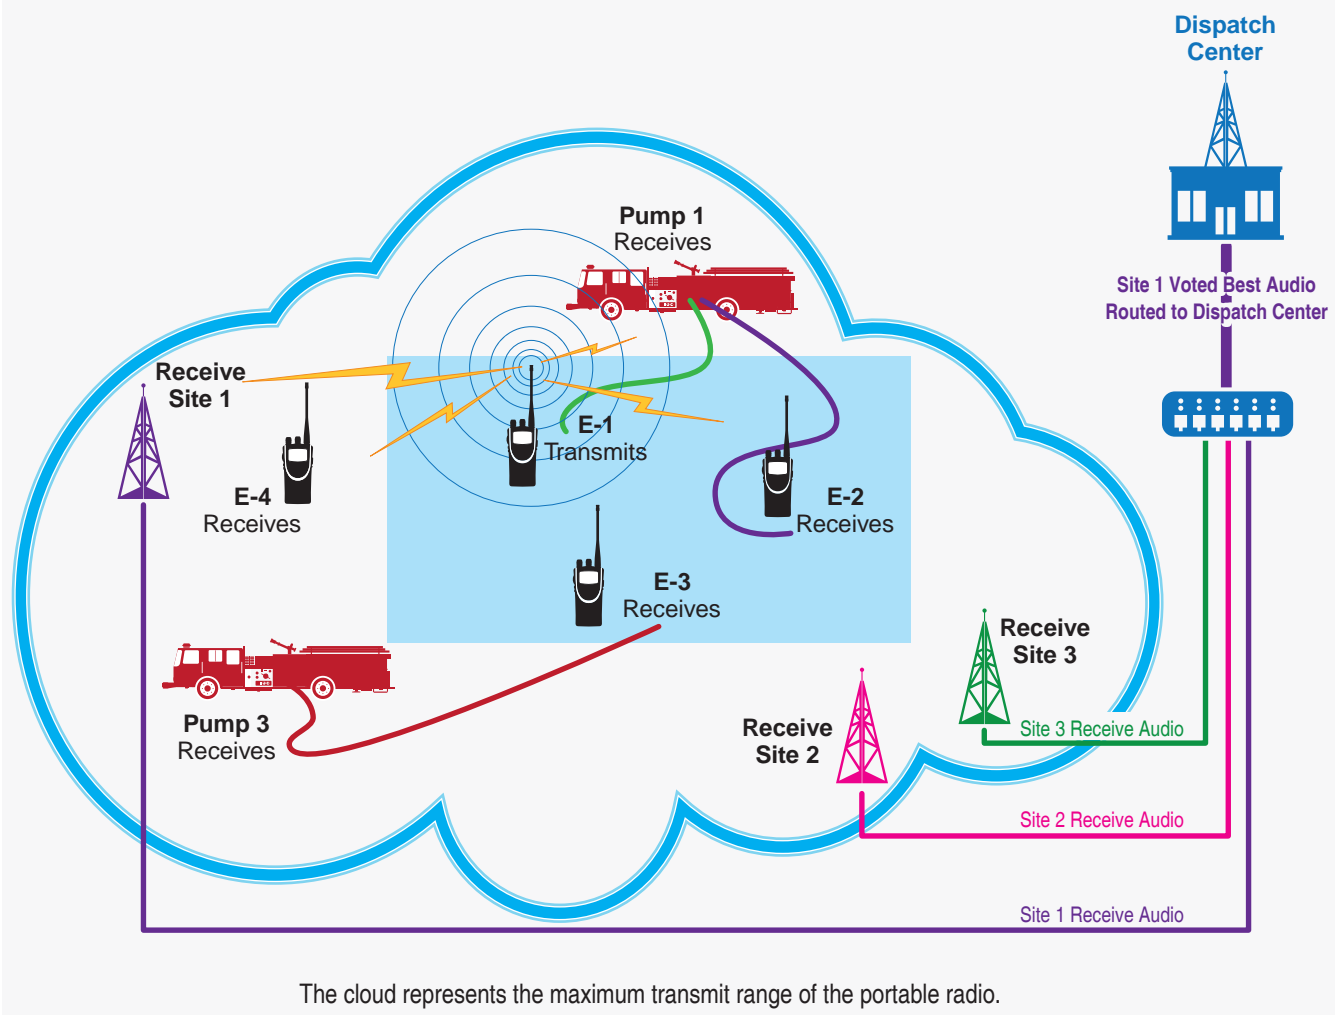 Dispatch
Center
Pump 1
Receives
Site 1 Voted Best Audio
Routed to Dispatch Center
Receive
Site 1
E-1
Transmits
E-4
Receives
E-2
Receives
E-3
Receives
Receive
Site 3
Pump 3
Receives
Receive
Site 2
Site 3 Receive Audio
Site 2 Receive Audio
Site 1 Receive Audio
The cloud represents the maximum transmit range of the portable radio.